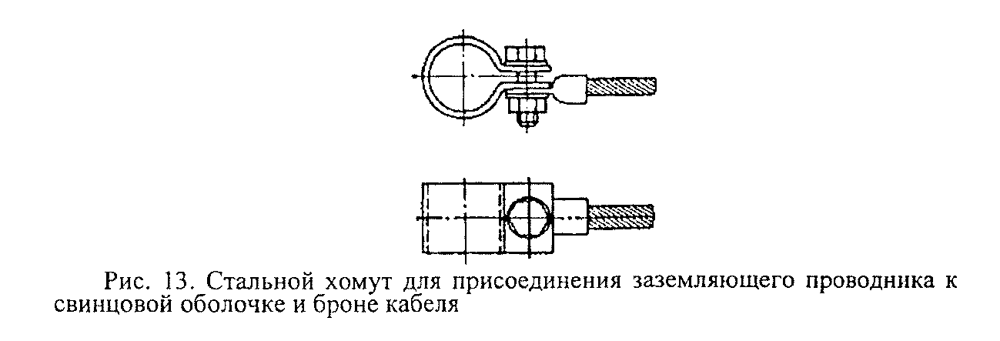 Рис. 13. Стальной хомут для присоединения заземляющего проводника к
свинцовой оболочке и броне кабеля